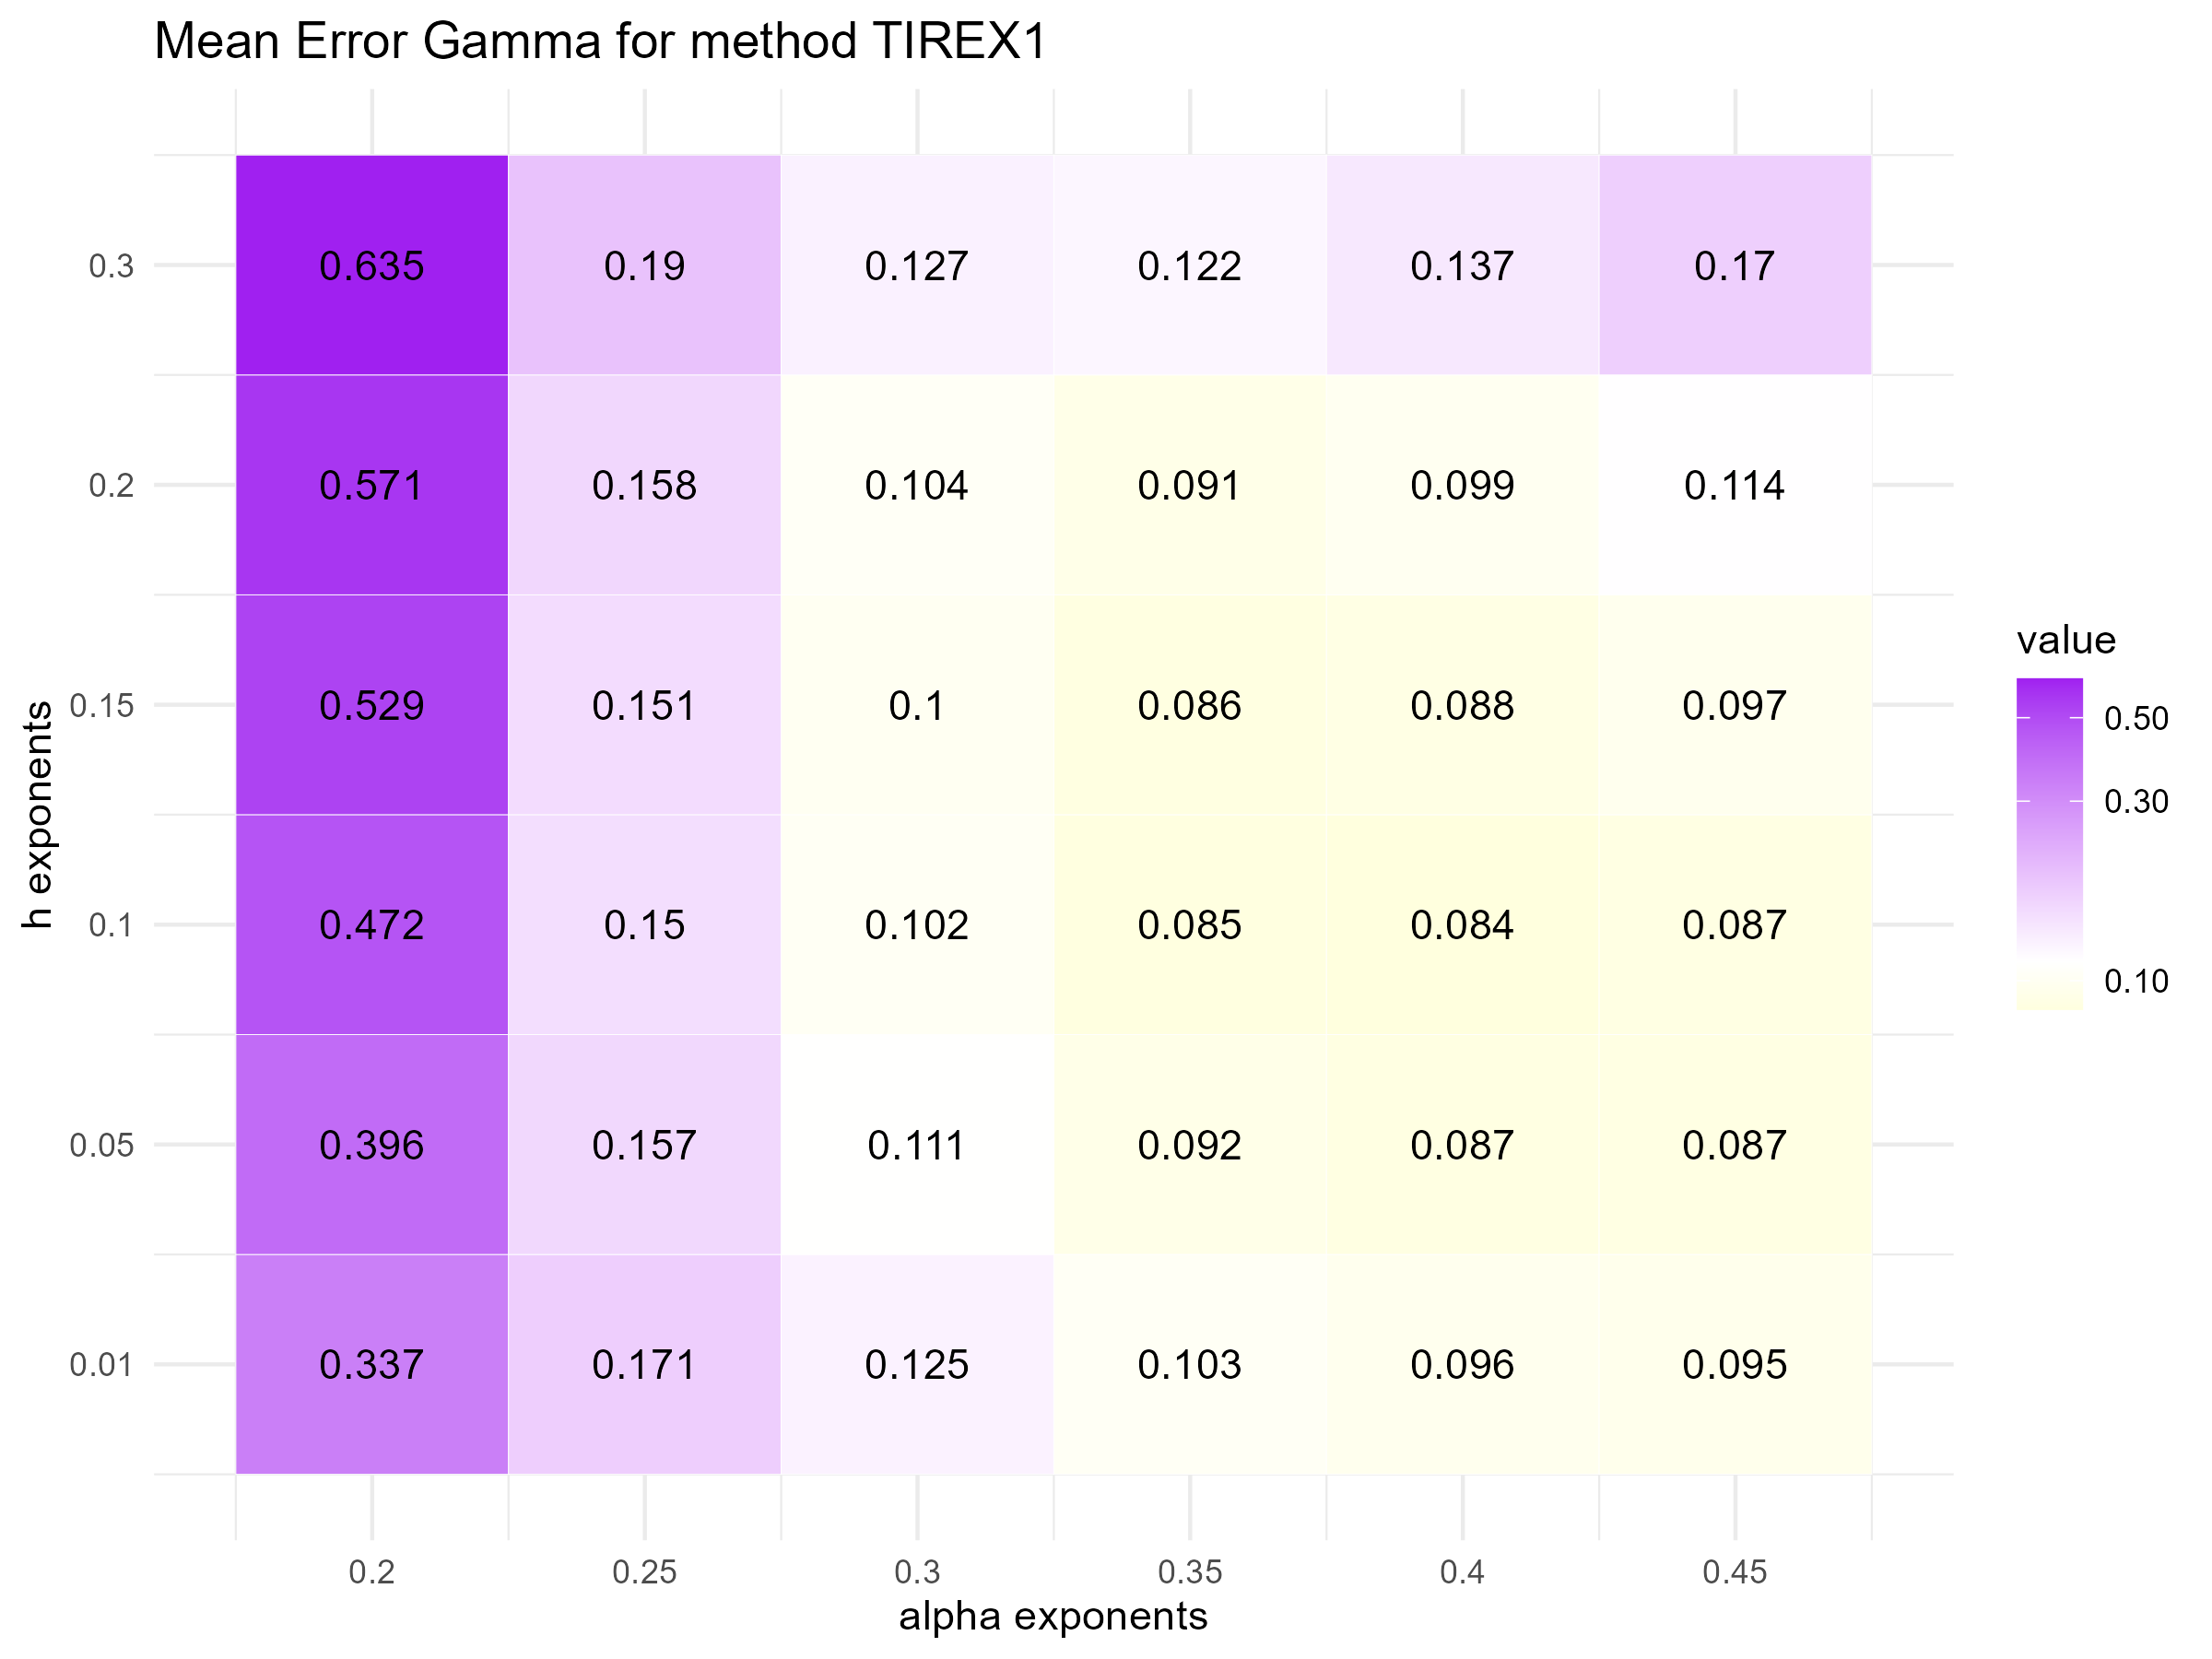 Mean Error Gamma for method TIREX1
h exponents
0.3 0.635 0.19 0.127 0.122 0.137 0.17
0.2 0.571 0.158 0.104 0.091 0.099 0.114
0.15 0.529 0.151 0.1 0.086 0.088 0.097
0.1 0.472 0.15 0.102 0.085 0.084 0.087
0.05 0.396 0.157 0.111 0.092 0.087 0.087
0.01 0.337 0.171 0.125 0.103 0.096 0.095
0.2 0.25 0.3 0.35 0.4 0.45
alpha exponents
value
0.50
0.30
0.10